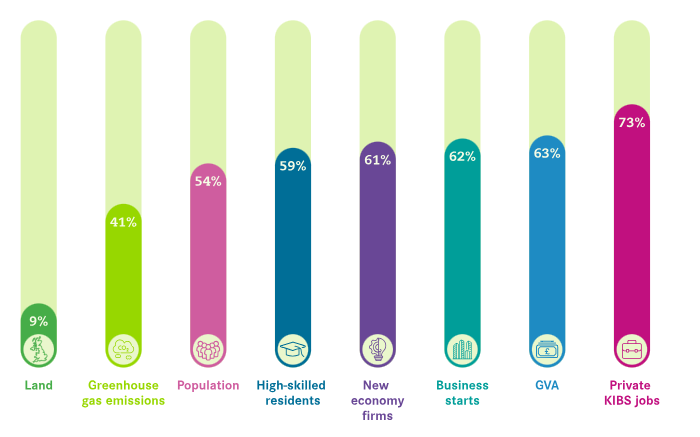 9%
41%
54%
59%
61%
62%
63%
73%
£
Land
Greenhouse
gas emissions
Population
High-skilled
residents
New
economy
firms
Business
starts
GVA
Private
KIBS jobs